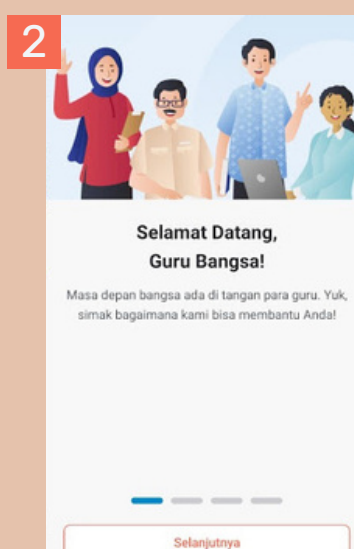 2
Selamat Datang,
Guru Bangsa!
Masa depan bangsa ada di tangan para guru. Yuk,
simak bagaimana kami bisa membantu Anda!
Selanjutnya